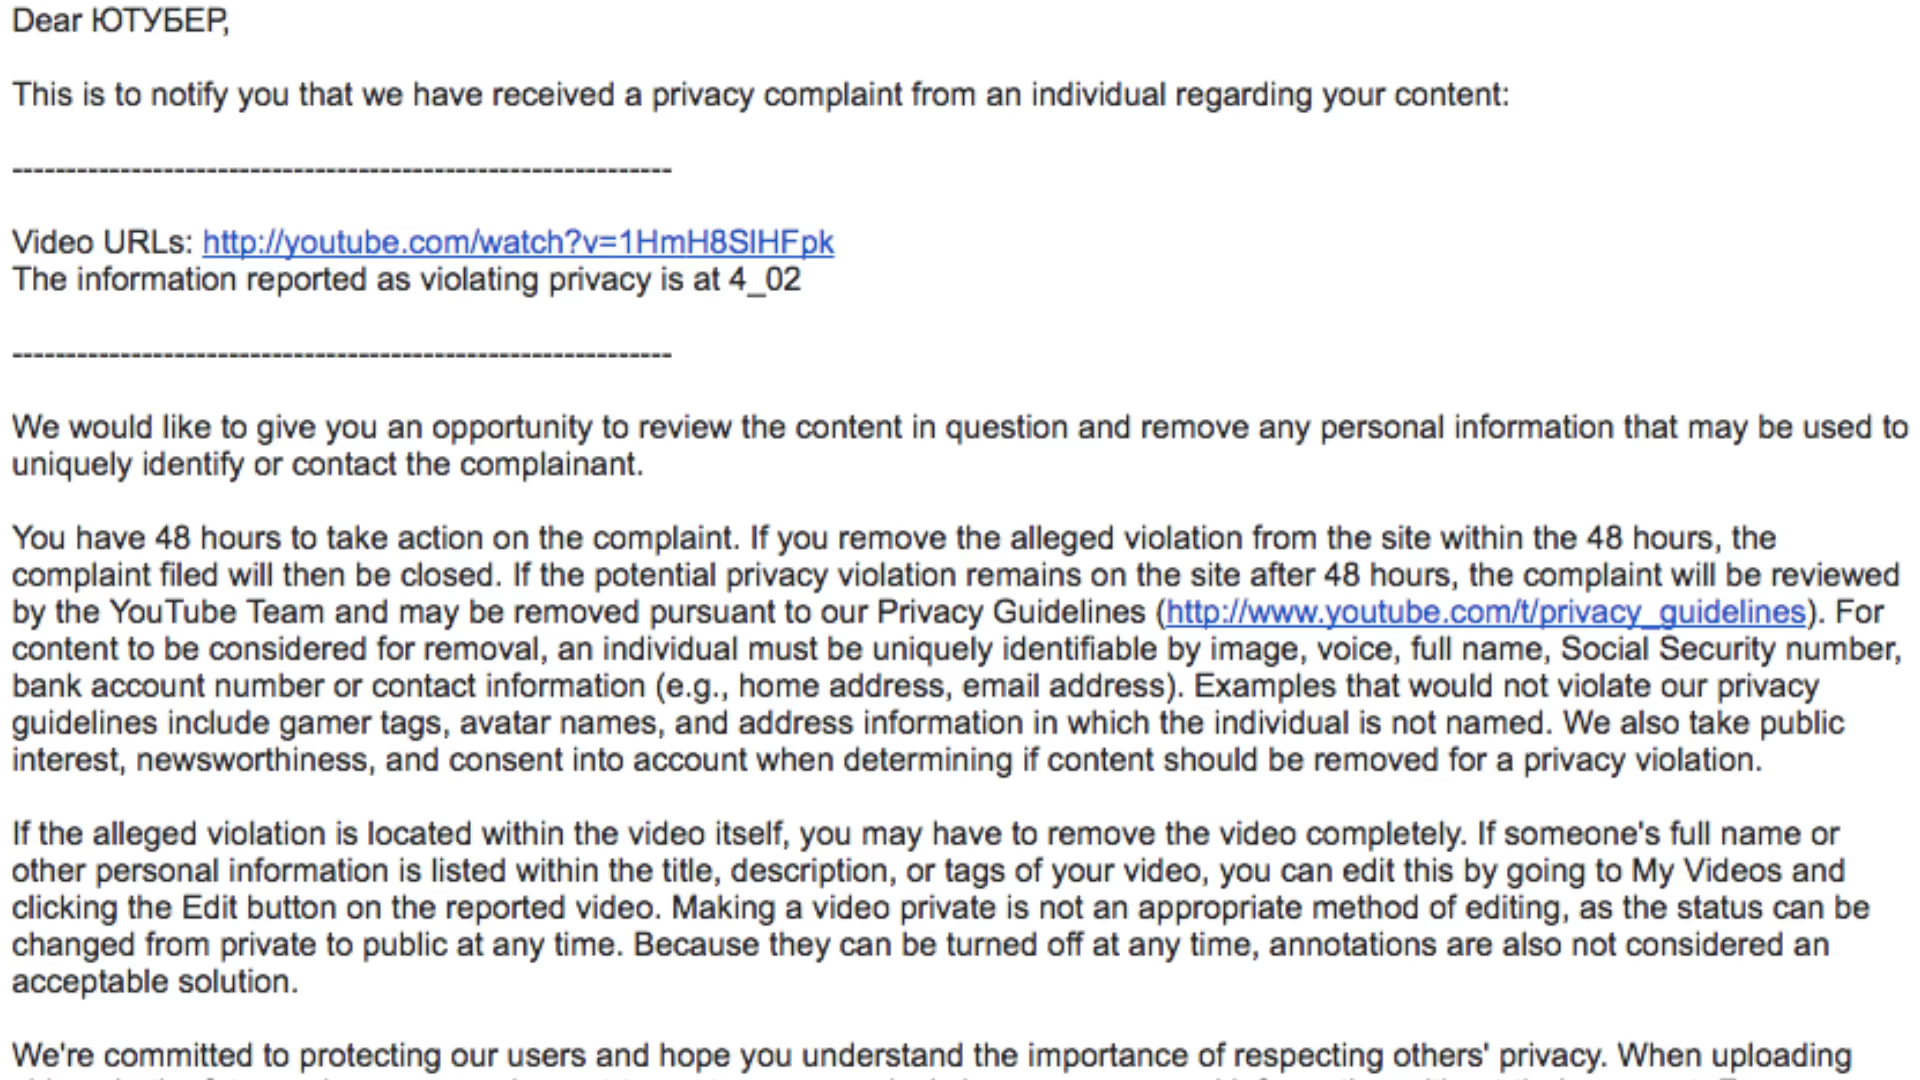 Dear ЮТУБЕР,
This is to notify you that we have received a privacy complaint from an individual regarding your content:
------------------------------------------------------------
Video URLs: http://youtube.com/watch?v=1HmH8SlHFpk
The information reported as violating privacy is at 4_02
------------------------------------------------------------
We would like to give you an opportunity to review the content in question and remove any personal information that may be used to
uniquely identify or contact the complainant.
You have 48 hours to take action on the complaint. If you remove the alleged violation from the site within the 48 hours, the
complaint filed will then be closed. If the potential privacy violation remains on the site after 48 hours, the complaint will be reviewed
by the YouTube Team and may be removed pursuant to our Privacy Guidelines (http://www.youtube.com/t/privacy_guidelines). For
content to be considered for removal, an individual must be uniquely identifiable by image, voice, full name, Social Security number,
bank account number or contact information (e.g., home address, email address). Examples that would not violate our privacy
guidelines include gamer tags, avatar names, and address information in which the individual is not named. We also take public
interest, newsworthiness, and consent into account when determining if content should be removed for a privacy violation.
If the alleged violation is located within the video itself, you may have to remove the video completely. If someone's full name or
other personal information is listed within the title, description, or tags of your video, you can edit this by going to My Videos and
clicking the Edit button on the reported video. Making a video private is not an appropriate method of editing, as the status can be
changed from private to public at any time. Because they can be turned off at any time, annotations are also not considered an
acceptable solution.
We're committed to protecting our users and hope you understand the importance of respecting others' privacy. When uploading